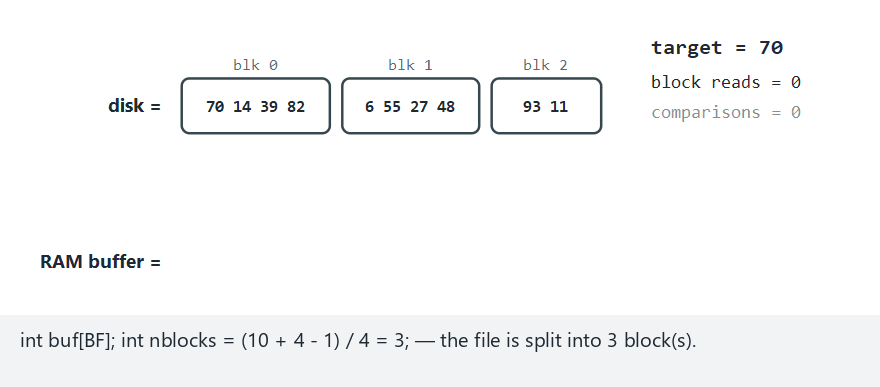 target = 70
block reads = 0
comparisons = 0
blk 0 blk 1 blk 2
disk = 70 14 39 82 6 55 27 48 93 11
RAM buffer =
int buf[BF]; int nblocks = (10 + 4 - 1) / 4 = 3; — the file is split into 3 block(s).